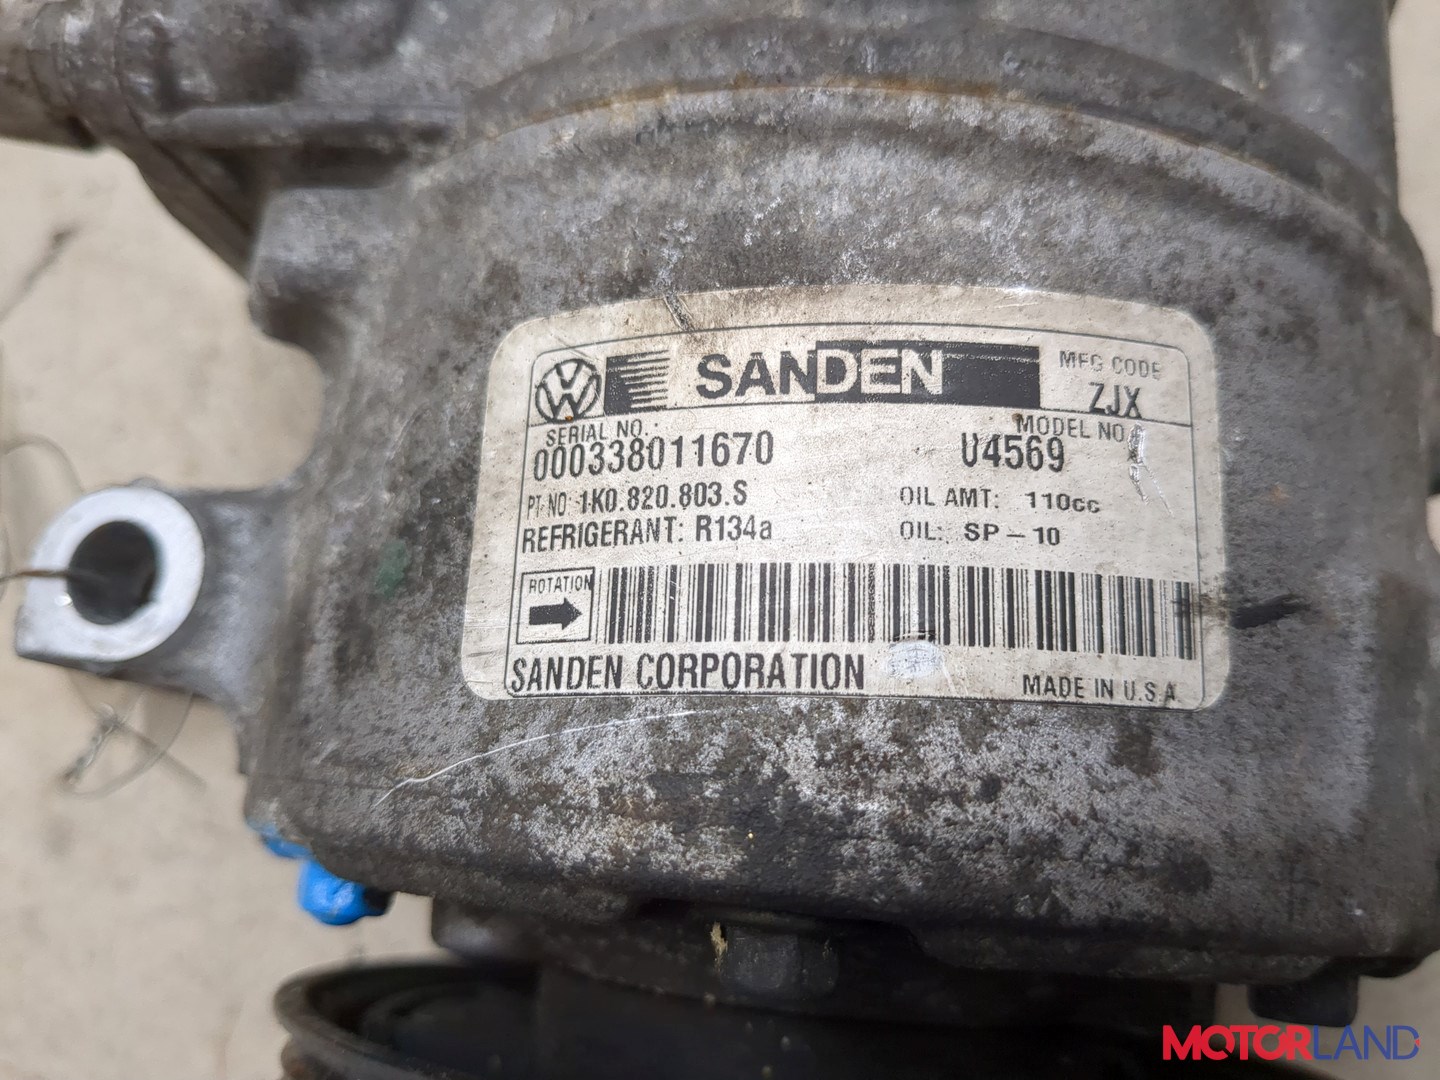 VW SANDEN MFG CODE
ZJX
SERIAL NO. MODEL NO.
000338011670 U4569
PT NO 1K0.820.803.S OIL AMT: 110cc
REFRIGERANT: R134a OIL: SP-10
ROTATION
SANDEN CORPORATION MADE IN U.S.A
MOTORLAND